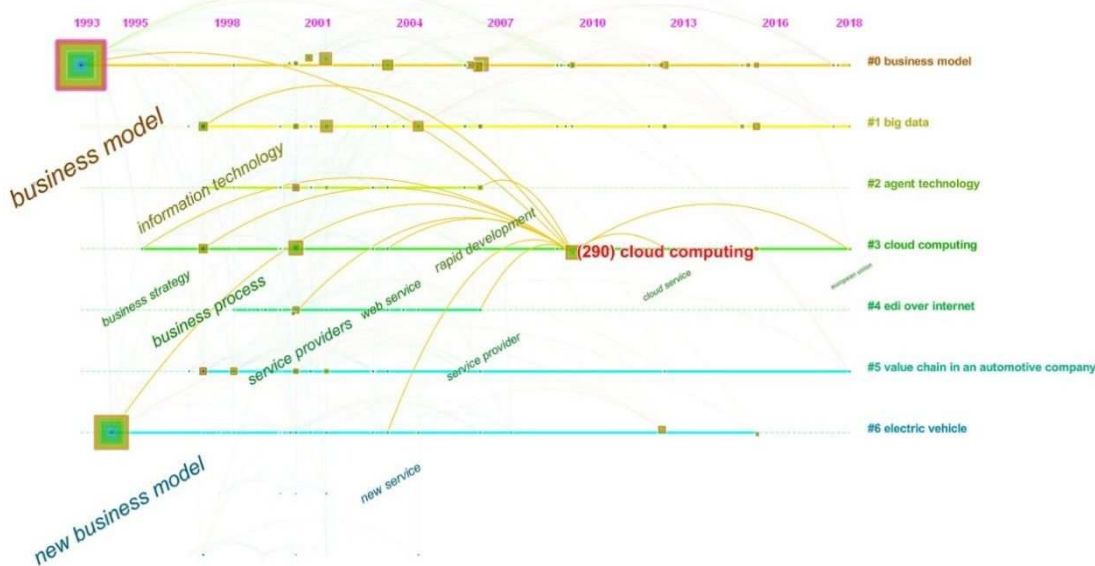 1993 1995 1998 2001 2004 2007 2010 2013 2016 2018
#0 business model
business model
#1 big data
information technology
#2 agent technology
rapid development
#3 cloud computing
(290) cloud computing
business strategy
business process
service providers
web service
cloud service
european union
#4 edi over internet
service provider
#5 value chain in an automotive company
#6 electric vehicle
new business model
new service